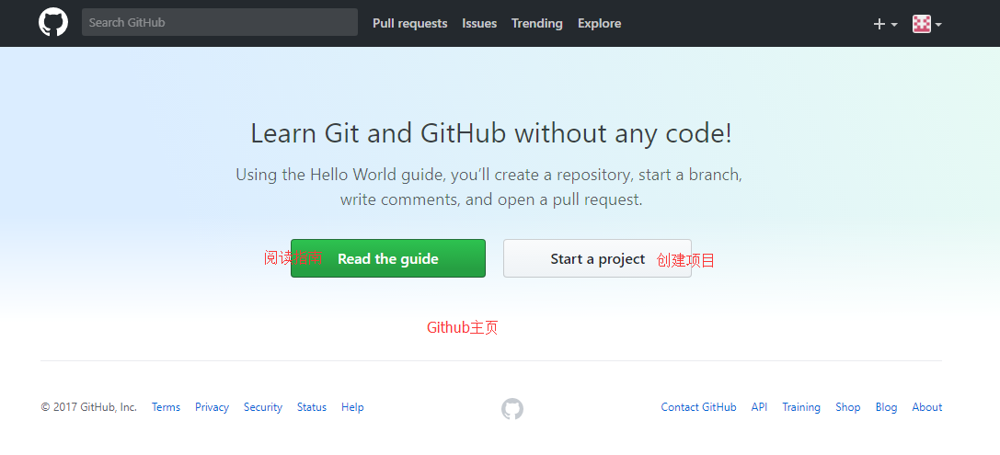 Search GitHub Pull requests Issues Trending Explore
Learn Git and GitHub without any code!
Using the Hello World guide, you'll create a repository, start a branch,
write comments, and open a pull request.
阅读指南 Read the guide Start a project 创建项目
Github主页
© 2017 GitHub, Inc. Terms Privacy Security Status Help Contact GitHub API Training Shop Blog About